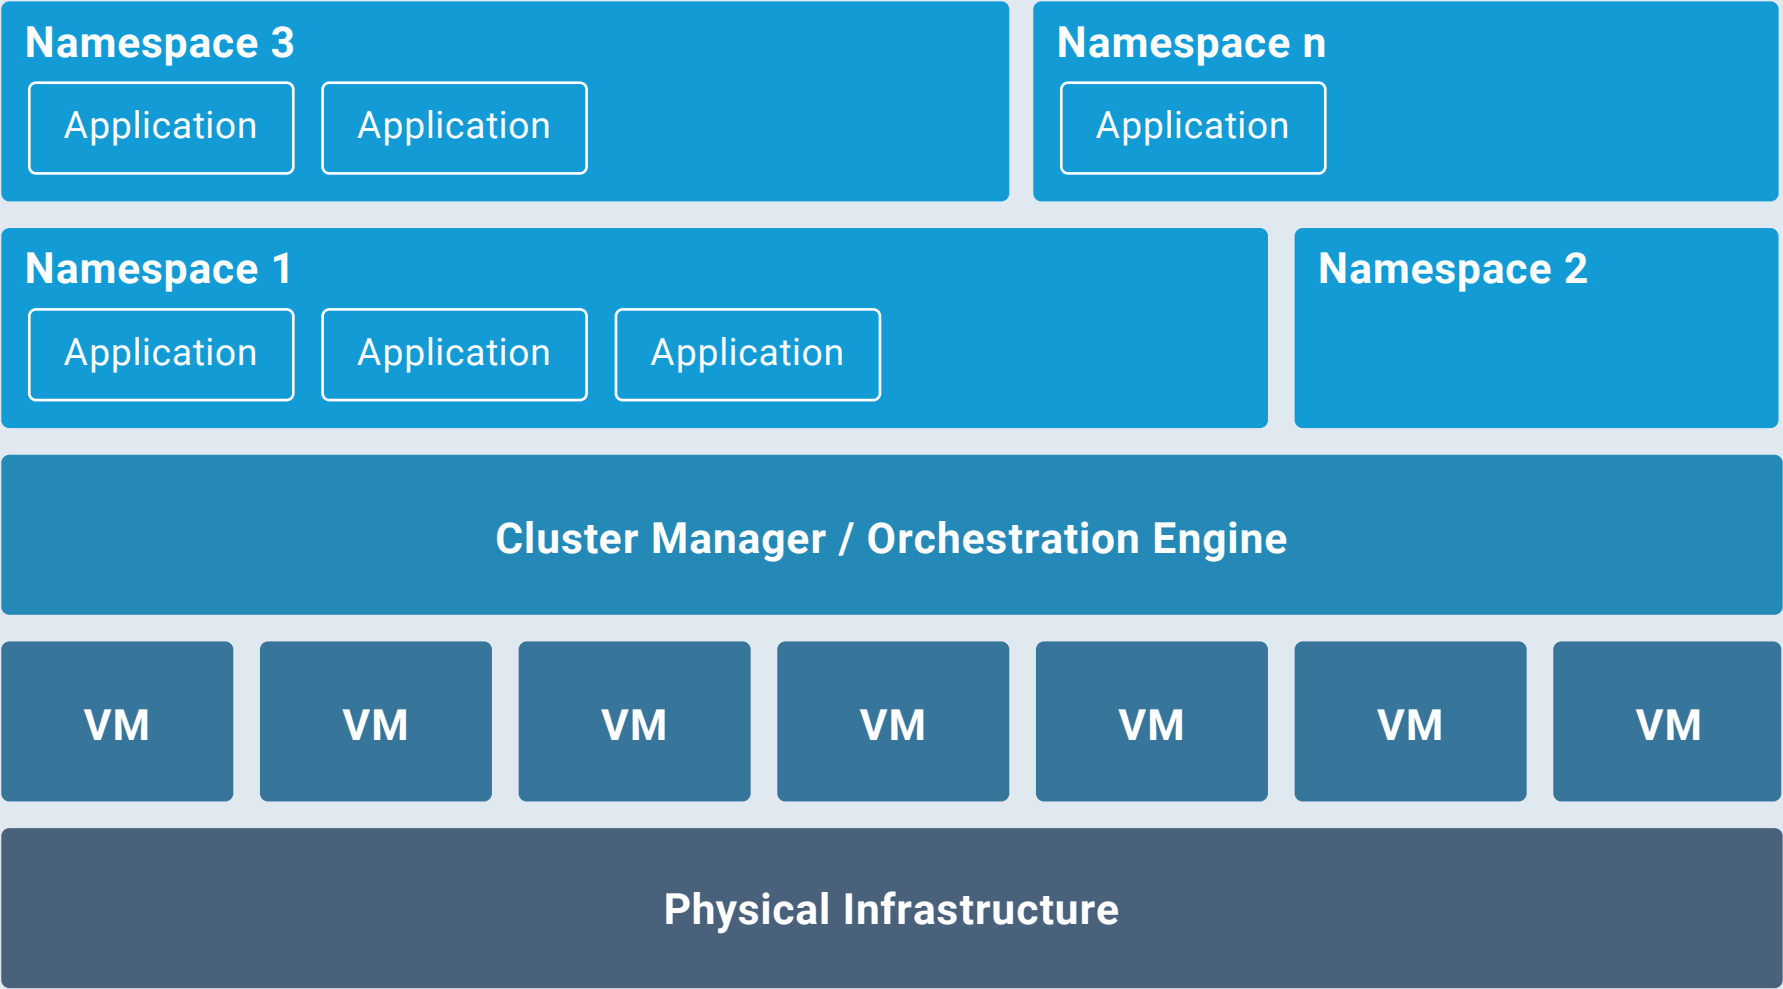 Namespace 3
Application
Application
Namespace n
Application
Namespace 1
Application
Application
Application
Namespace 2
Cluster Manager / Orchestration Engine
VM
VM
VM
VM
VM
VM
VM
Physical Infrastructure